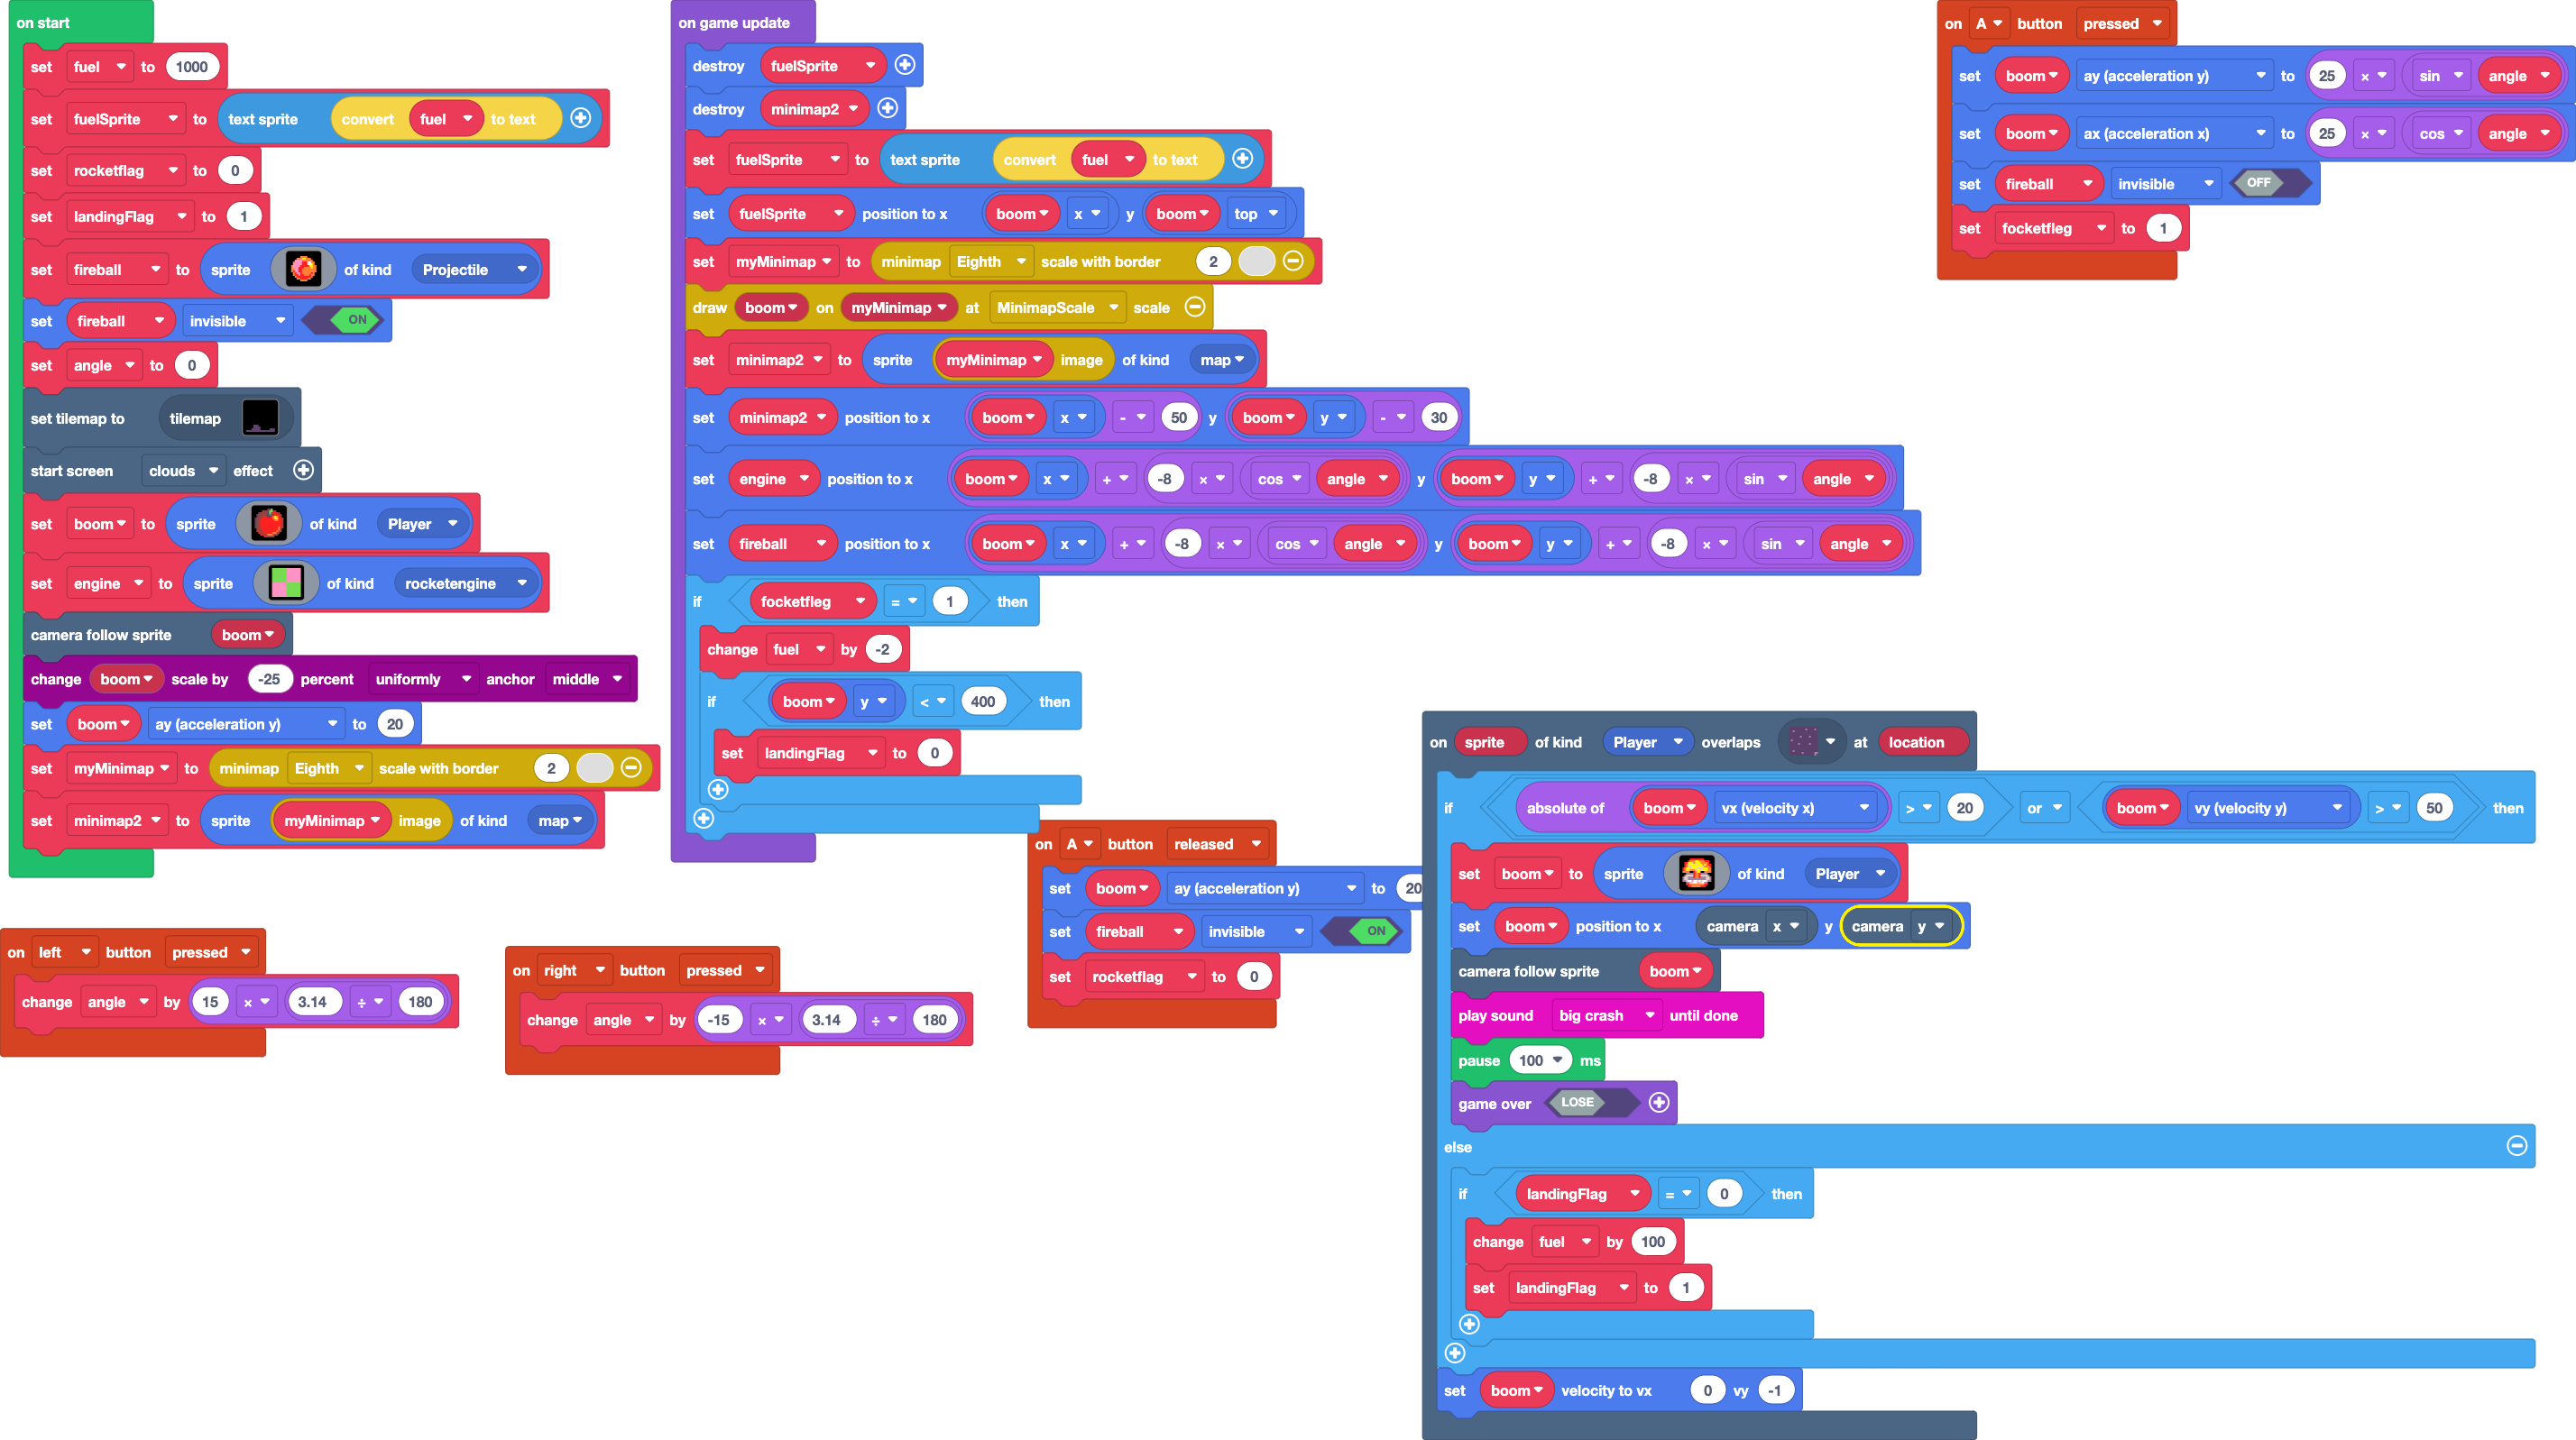 on start
set fuel to 1000
set fuelSprite to text sprite convert fuel to text
set rocketflag to 0
set landingFlag to 1
set fireball to sprite of kind Projectile
set fireball invisible ON
set angle to 0
set tilemap to tilemap
start screen clouds effect
set boom to sprite of kind Player
set engine to sprite of kind rocketengine
camera follow sprite boom
change boom scale by -25 percent uniformly anchor middle
set boom ay (acceleration y) to 20
set myMinimap to minimap Eighth scale with border 2
set minimap2 to sprite myMinimap image of kind map
on left button pressed
change angle by 15 × 3.14 ÷ 180
on right button pressed
change angle by -15 × 3.14 ÷ 180
on game update
destroy fuelSprite
destroy minimap2
set fuelSprite to text sprite convert fuel to text
set fuelSprite position to x boom x y boom top
set myMinimap to minimap Eighth scale with border 2
draw boom on myMinimap at MinimapScale scale
set minimap2 to sprite myMinimap image of kind map
set minimap2 position to x boom x - 50 y boom y - 30
set engine position to x boom x + -8 × cos angle y boom y + -8 × sin angle
set fireball position to x boom x + -8 × cos angle y boom y + -8 × sin angle
if focketfleg = 1 then
change fuel by -2
if boom y < 400 then
set landingFlag to 0
on A button released
set boom ay (acceleration y) to 20
set fireball invisible ON
set rocketflag to 0
on A button pressed
set boom ay (acceleration y) to 25 × sin angle
set boom ax (acceleration x) to 25 × cos angle
set fireball invisible OFF
set focketfleg to 1
on sprite of kind Player overlaps at location
if absolute of boom vx (velocity x) > 20 or boom vy (velocity y) > 50 then
set boom to sprite of kind Player
set boom position to x camera x y camera y
camera follow sprite boom
play sound big crash until done
pause 100 ms
game over LOSE
else
if landingFlag = 0 then
change fuel by 100
set landingFlag to 1
set boom velocity to vx 0 vy -1